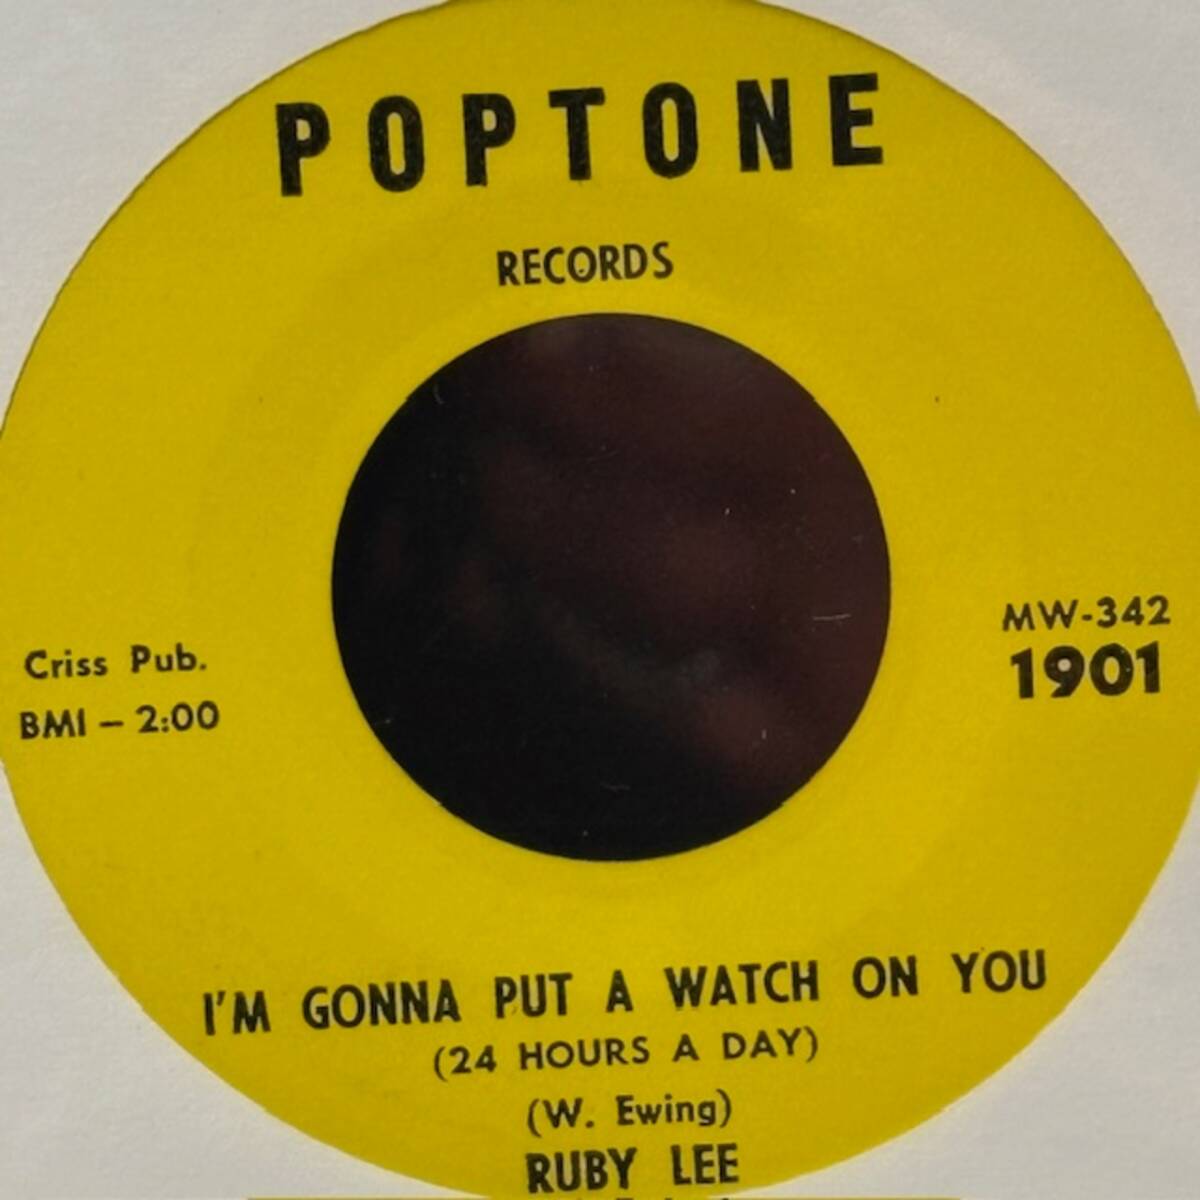 POPTONE
RECORDS
Criss Pub.
BMI – 2:00
MW-342
1901
I'M GONNA PUT A WATCH ON YOU
(24 HOURS A DAY)
(W. Ewing)
RUBY LEE